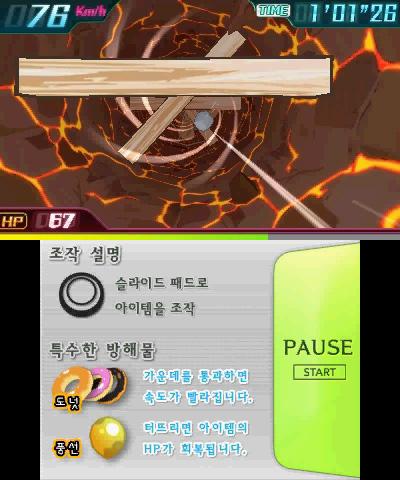 076 Km/h
TIME 01'01"26
HP 067
조작 설명
슬라이드 패드로
아이템을 조작
특수한 방해물
도넛
가운데를 통과하면
속도가 빨라집니다.
풍선
터뜨리면 아이템의
HP가 회복됩니다.
PAUSE
START